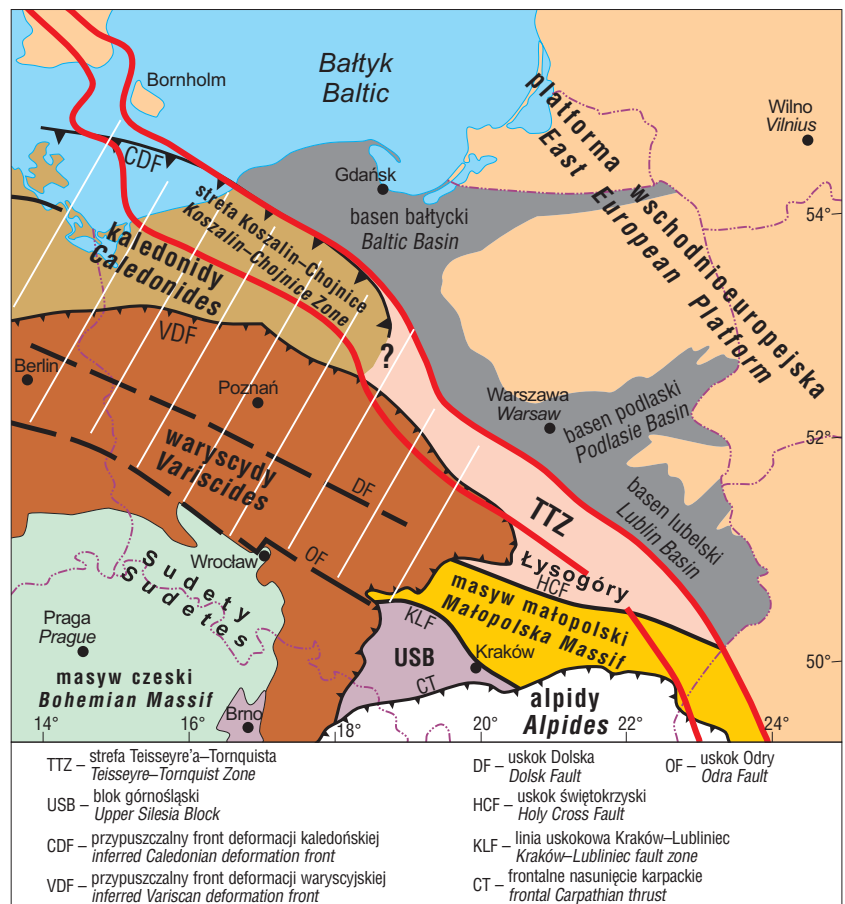 Bałtyk
Baltic
Bornholm
Wilno
Vilnius
platforma wschodnioeuropejska
East European Platform
CDF
Gdańsk
strefa Koszalin–Chojnice
Koszalin–Chojnice Zone
basen bałtycki
Baltic Basin
54°
kaledonidy
Caledonides
VDF
?
Berlin
Poznań
Warszawa
Warsaw
basen podlaski
Podlasie Basin
52°
waryscydy
Variscides
DF
TTZ
basen lubelski
Lublin Basin
OF
Wrocław
Łysogóry
HCF
Sudety
Sudetes
masyw małopolski
Małopolska Massif
KLF
Praga
Prague
USB
Kraków
50°
masyw czeski
Bohemian Massif
CT
alpidy
Alpides
Brno
14°
16°
18°
20°
22°
24°
TTZ – strefa Teisseyre'a–Tornquista
Teisseyre–Tornquist Zone
USB – blok górnośląski
Upper Silesia Block
CDF – przypuszczalny front deformacji kaledońskiej
inferred Caledonian deformation front
VDF – przypuszczalny front deformacji waryscyjskiej
inferred Variscan deformation front
DF – uskok Dolska
Dolsk Fault
OF – uskok Odry
Odra Fault
HCF – uskok świętokrzyski
Holy Cross Fault
KLF – linia uskokowa Kraków–Lubliniec
Kraków–Lubliniec fault zone
CT – frontalne nasunięcie karpackie
frontal Carpathian thrust